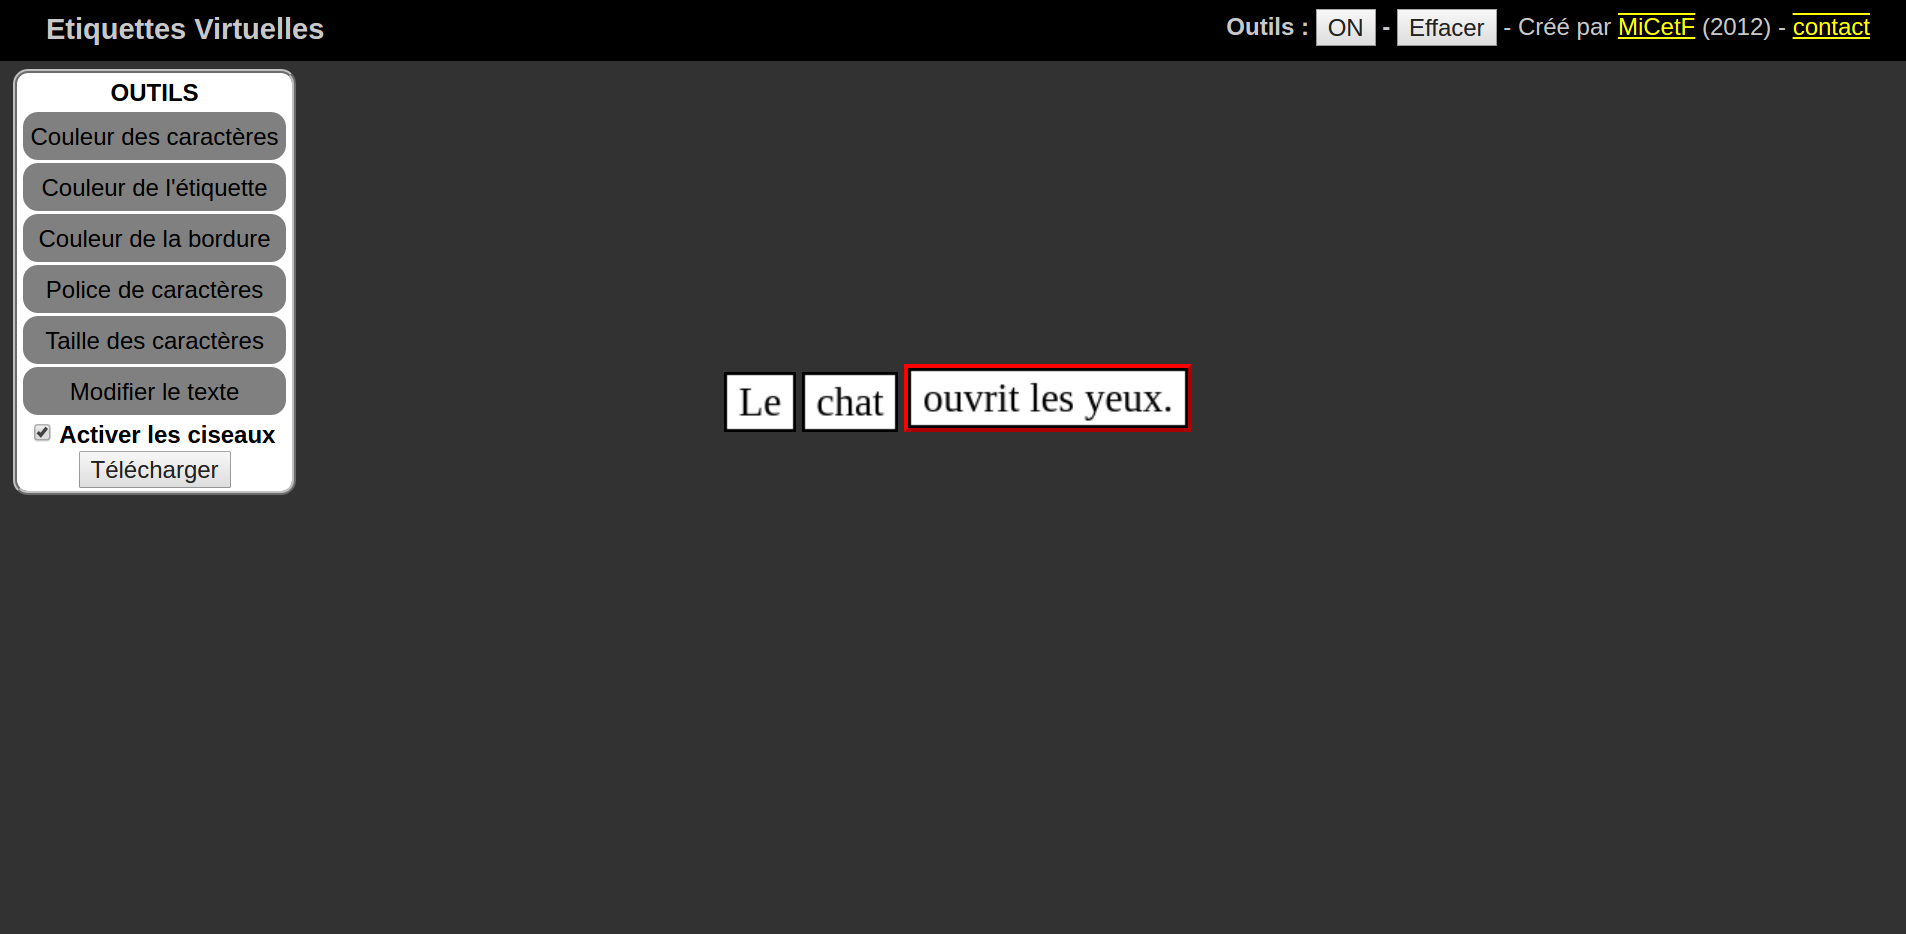 Etiquettes Virtuelles
Outils : ON - Effacer - Créé par MiCetF (2012) - contact
OUTILS
Couleur des caractères
Couleur de l'étiquette
Couleur de la bordure
Police de caractères
Taille des caractères
Modifier le texte
Activer les ciseaux
Télécharger
Le chat ouvrit les yeux.